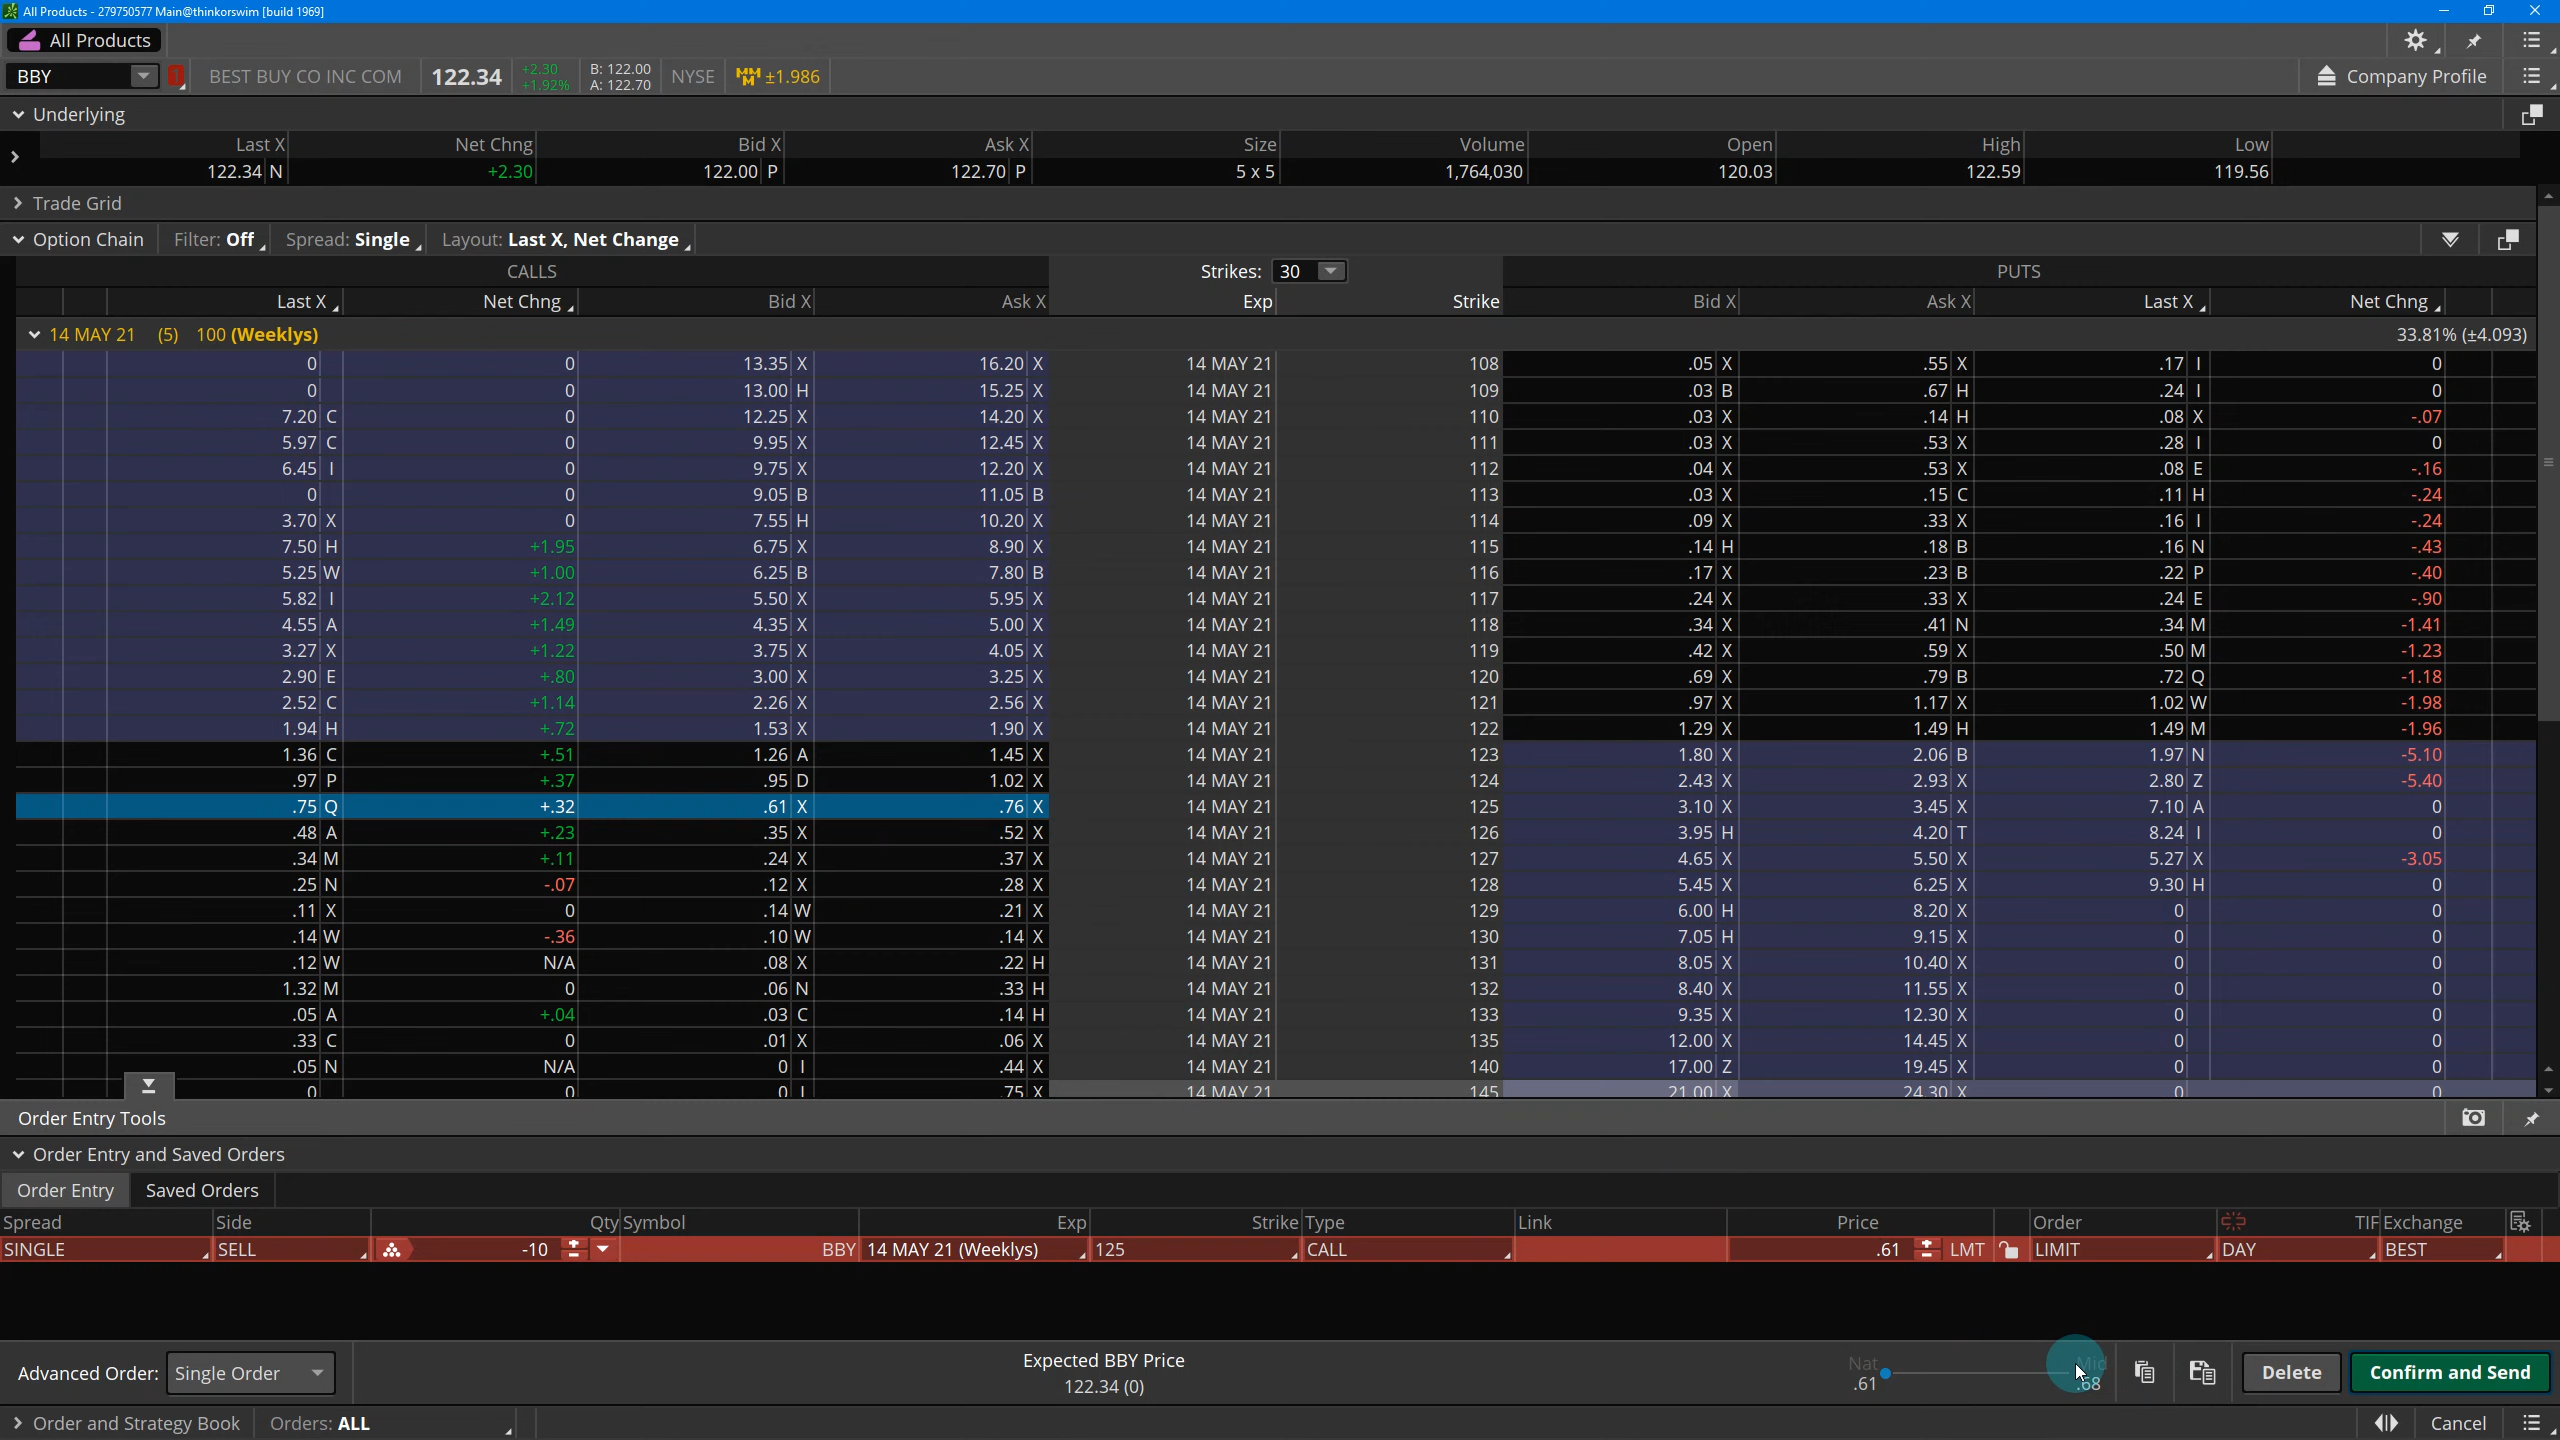 All Products - 279750577 Main@thinkorswim [build 1969]
All Products
BBY 1 BEST BUY CO INC COM 122.34 +2.30 +1.92% B: 122.00 A: 122.70 NYSE MMM ±1.986 Company Profile
Underlying
Last X Net Chng Bid X Ask X Size Volume Open High Low
122.34 N +2.30 122.00 P 122.70 P 5 x 5 1,764,030 120.03 122.59 119.56
Trade Grid
Option Chain Filter: Off Spread: Single Layout: Last X, Net Change
CALLS Strikes: 30 PUTS
Last X Net Chng Bid X Ask X Exp Strike Bid X Ask X Last X Net Chng
14 MAY 21 (5) 100 (Weeklys) 33.81% (±4.093)
0 0 13.35 X 16.20 X 14 MAY 21 108 .05 X .55 X .17 I 0
0 0 13.00 H 15.25 X 14 MAY 21 109 .03 B .67 H .24 I 0
7.20 C 0 12.25 X 14.20 X 14 MAY 21 110 .03 X .14 H .08 X -.07
5.97 C 0 9.95 X 12.45 X 14 MAY 21 111 .03 X .53 X .28 I 0
6.45 I 0 9.75 X 12.20 X 14 MAY 21 112 .04 X .53 X .08 E -.16
0 0 9.05 B 11.05 B 14 MAY 21 113 .03 X .15 C .11 H -.24
3.70 X 0 7.55 H 10.20 X 14 MAY 21 114 .09 X .33 X .16 I -.24
7.50 H +1.95 6.75 X 8.90 X 14 MAY 21 115 .14 H .18 B .16 N -.43
5.25 W +1.00 6.25 B 7.80 B 14 MAY 21 116 .17 X .23 B .22 P -.40
5.82 I +2.12 5.50 X 5.95 X 14 MAY 21 117 .24 X .33 X .24 E -.90
4.55 A +1.49 4.35 X 5.00 X 14 MAY 21 118 .34 X .41 N .34 M -1.41
3.27 X +1.22 3.75 X 4.05 X 14 MAY 21 119 .42 X .59 X .50 M -1.23
2.90 E +.80 3.00 X 3.25 X 14 MAY 21 120 .69 X .79 B .72 Q -1.18
2.52 C +1.14 2.26 X 2.56 X 14 MAY 21 121 .97 X 1.17 X 1.02 W -1.98
1.94 H +.72 1.53 X 1.90 X 14 MAY 21 122 1.29 X 1.49 H 1.49 M -1.96
1.36 C +.51 1.26 A 1.45 X 14 MAY 21 123 1.80 X 2.06 B 1.97 N -5.10
.97 P +.37 .95 D 1.02 X 14 MAY 21 124 2.43 X 2.93 X 2.80 Z -5.40
.75 Q +.32 .61 X .76 X 14 MAY 21 125 3.10 X 3.45 X 7.10 A 0
.48 A +.23 .35 X .52 X 14 MAY 21 126 3.95 H 4.20 T 8.24 I 0
.34 M +.11 .24 X .37 X 14 MAY 21 127 4.65 X 5.50 X 5.27 X -3.05
.25 N -.07 .12 X .28 X 14 MAY 21 128 5.45 X 6.25 X 9.30 H 0
.11 X 0 .14 W .21 X 14 MAY 21 129 6.00 H 8.20 X 0 0
.14 W -.36 .10 W .14 X 14 MAY 21 130 7.05 H 9.15 X 0 0
.12 W N/A .08 X .22 H 14 MAY 21 131 8.05 X 10.40 X 0 0
1.32 M 0 .06 N .33 H 14 MAY 21 132 8.40 X 11.55 X 0 0
.05 A +.04 .03 C .14 H 14 MAY 21 133 9.35 X 12.30 X 0 0
.33 C 0 .01 X .06 X 14 MAY 21 135 12.00 X 14.45 X 0 0
.05 N N/A 0 I .44 X 14 MAY 21 140 17.00 Z 19.45 X 0 0
0 0 0 I .75 X 14 MAY 21 145 21.00 X 24.30 X 0 0
Order Entry Tools
Order Entry and Saved Orders
Order Entry Saved Orders
Spread Side Qty Symbol Exp Strike Type Link Price Order TIF Exchange
SINGLE SELL -10 BBY 14 MAY 21 (Weeklys) 125 CALL .61 LMT LIMIT DAY BEST
Advanced Order: Single Order Expected BBY Price Nat Mid Delete Confirm and Send
122.34 (0) .61 .68
Order and Strategy Book Orders: ALL Cancel